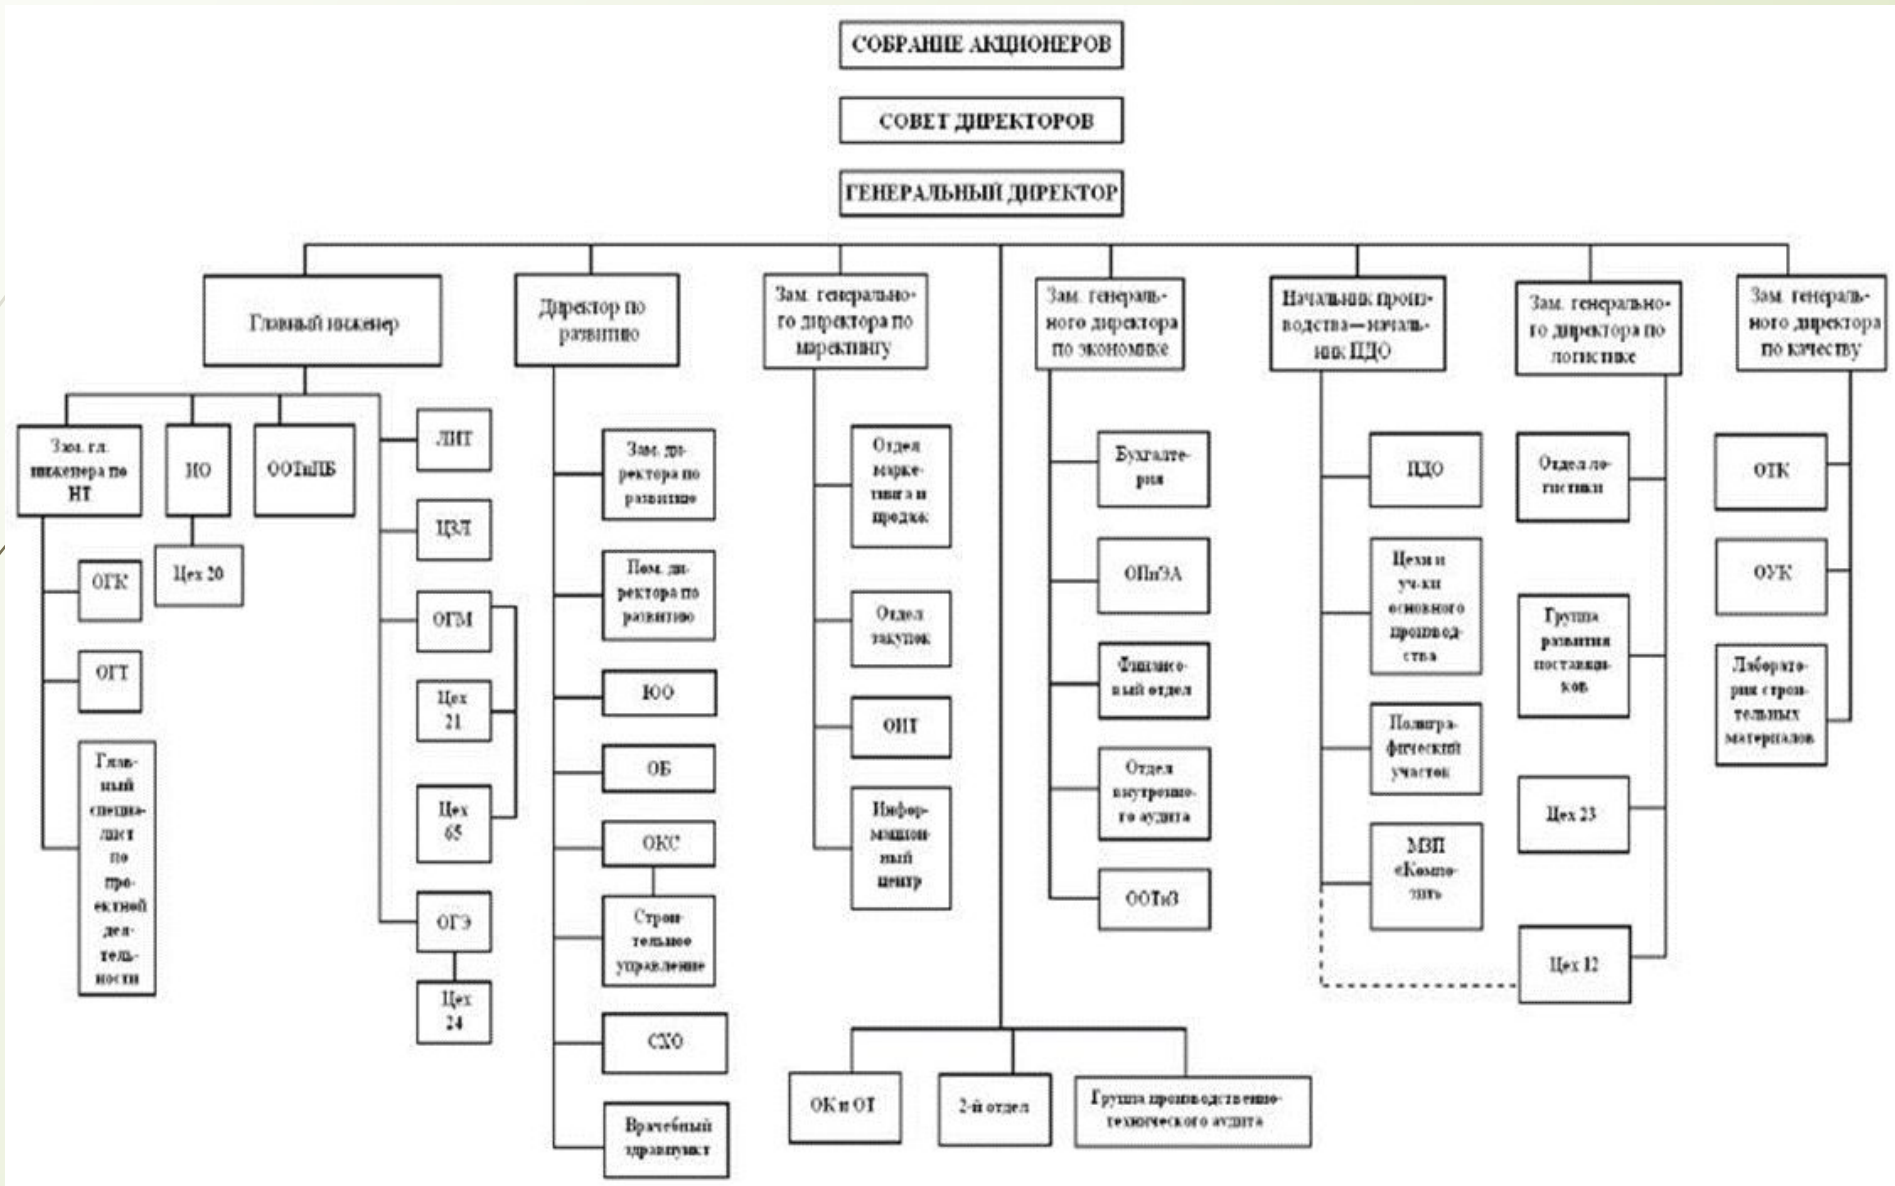 СОБРАНИЕ АКЦИОНЕРОВ
СОВЕТ ДИРЕКТОРОВ
ГЕНЕРАЛЬНЫЙ ДИРЕКТОР
Главный инженер
Директор по
развитию
Зам. генерально-
го директора по
маректингу
Зам. генераль-
ного директора
по экономике
Начальник произ-
водства—началь-
ник ПДО
Зам. генерально-
го директора по
логистике
Зам. генераль-
ного директора
по качеству
Зам. гл.
инженера по
НТ
ОГК
ОГТ
Глав-
ный
специа-
лист
по
про-
ектной
дея-
тель-
ности
ИО
Цех 20
ООТиПБ
ЛИТ
ЦЗЛ
ОГМ
Цех
21
Цех
65
ОГЭ
Цех
24
Зам. ди-
ректора по
развитию
Пом. ди-
ректора по
развитию
ЮО
ОБ
ОКС
Строи-
тельное
управление
СХО
Врачебный
здравпункт
Отдел
марке-
тинга и
продаж
Отдел
закупок
ОИТ
Инфор-
мацион-
ный
центр
Бухгалте-
рия
ОПиЭА
Финансо-
вый отдел
Отдел
внутренне-
го аудита
ООТиЗ
ПДО
Цехи и
уч-ки
основного
производ-
ства
Полигра-
фический
участок
МЗП
«Компо-
зит»
Отдел ло-
гистики
Группа
развития
поставщи-
ков
Цех 23
Цех 12
ОТК
ОУК
Лаборато-
рия строи-
тельных
материалов
ОК и ОТ
2-й отдел
Группа производственно-
технического аудита